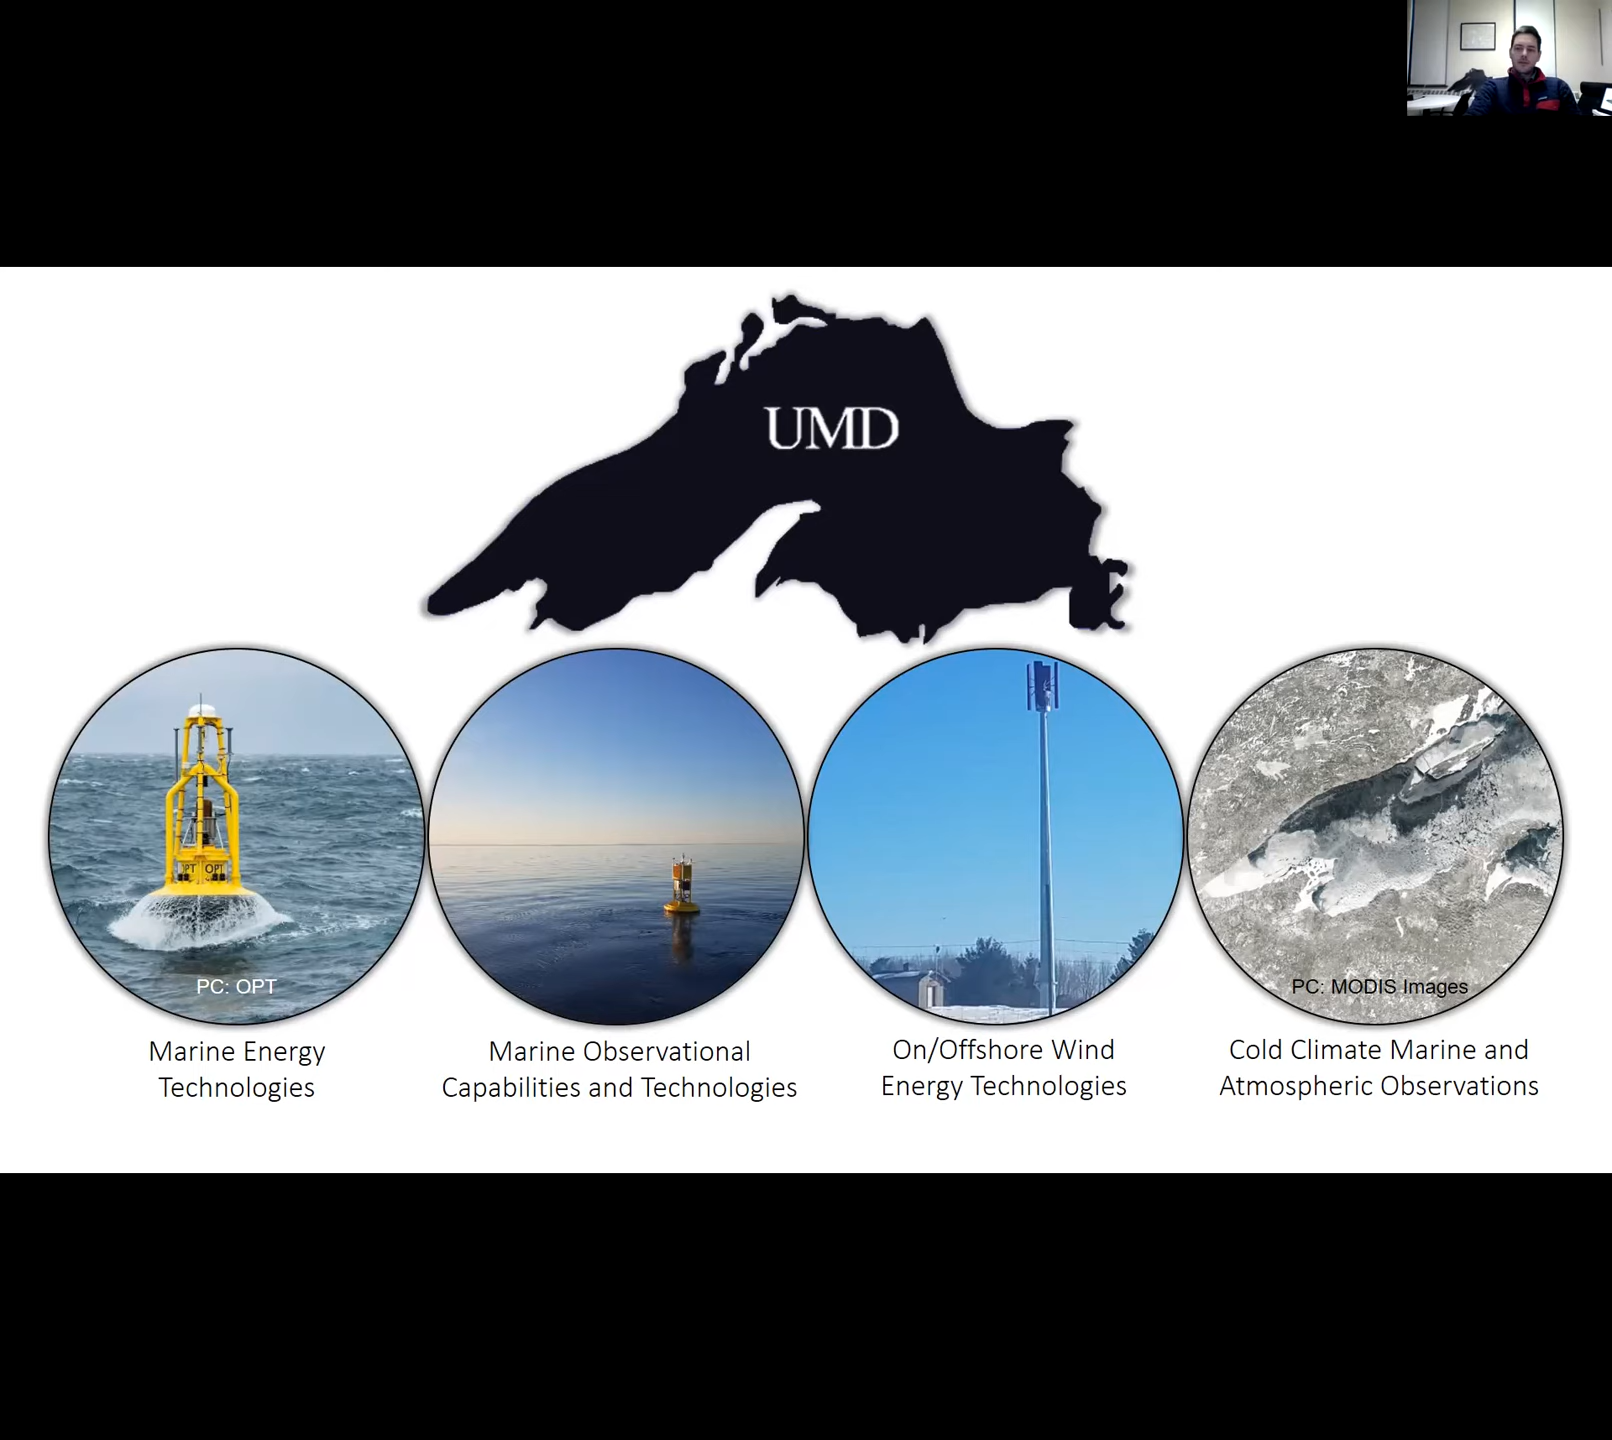 UMD
OPT
PC: OPT
PC: MODIS Images
Marine Energy
Technologies
Marine Observational
Capabilities and Technologies
On/Offshore Wind
Energy Technologies
Cold Climate Marine and
Atmospheric Observations